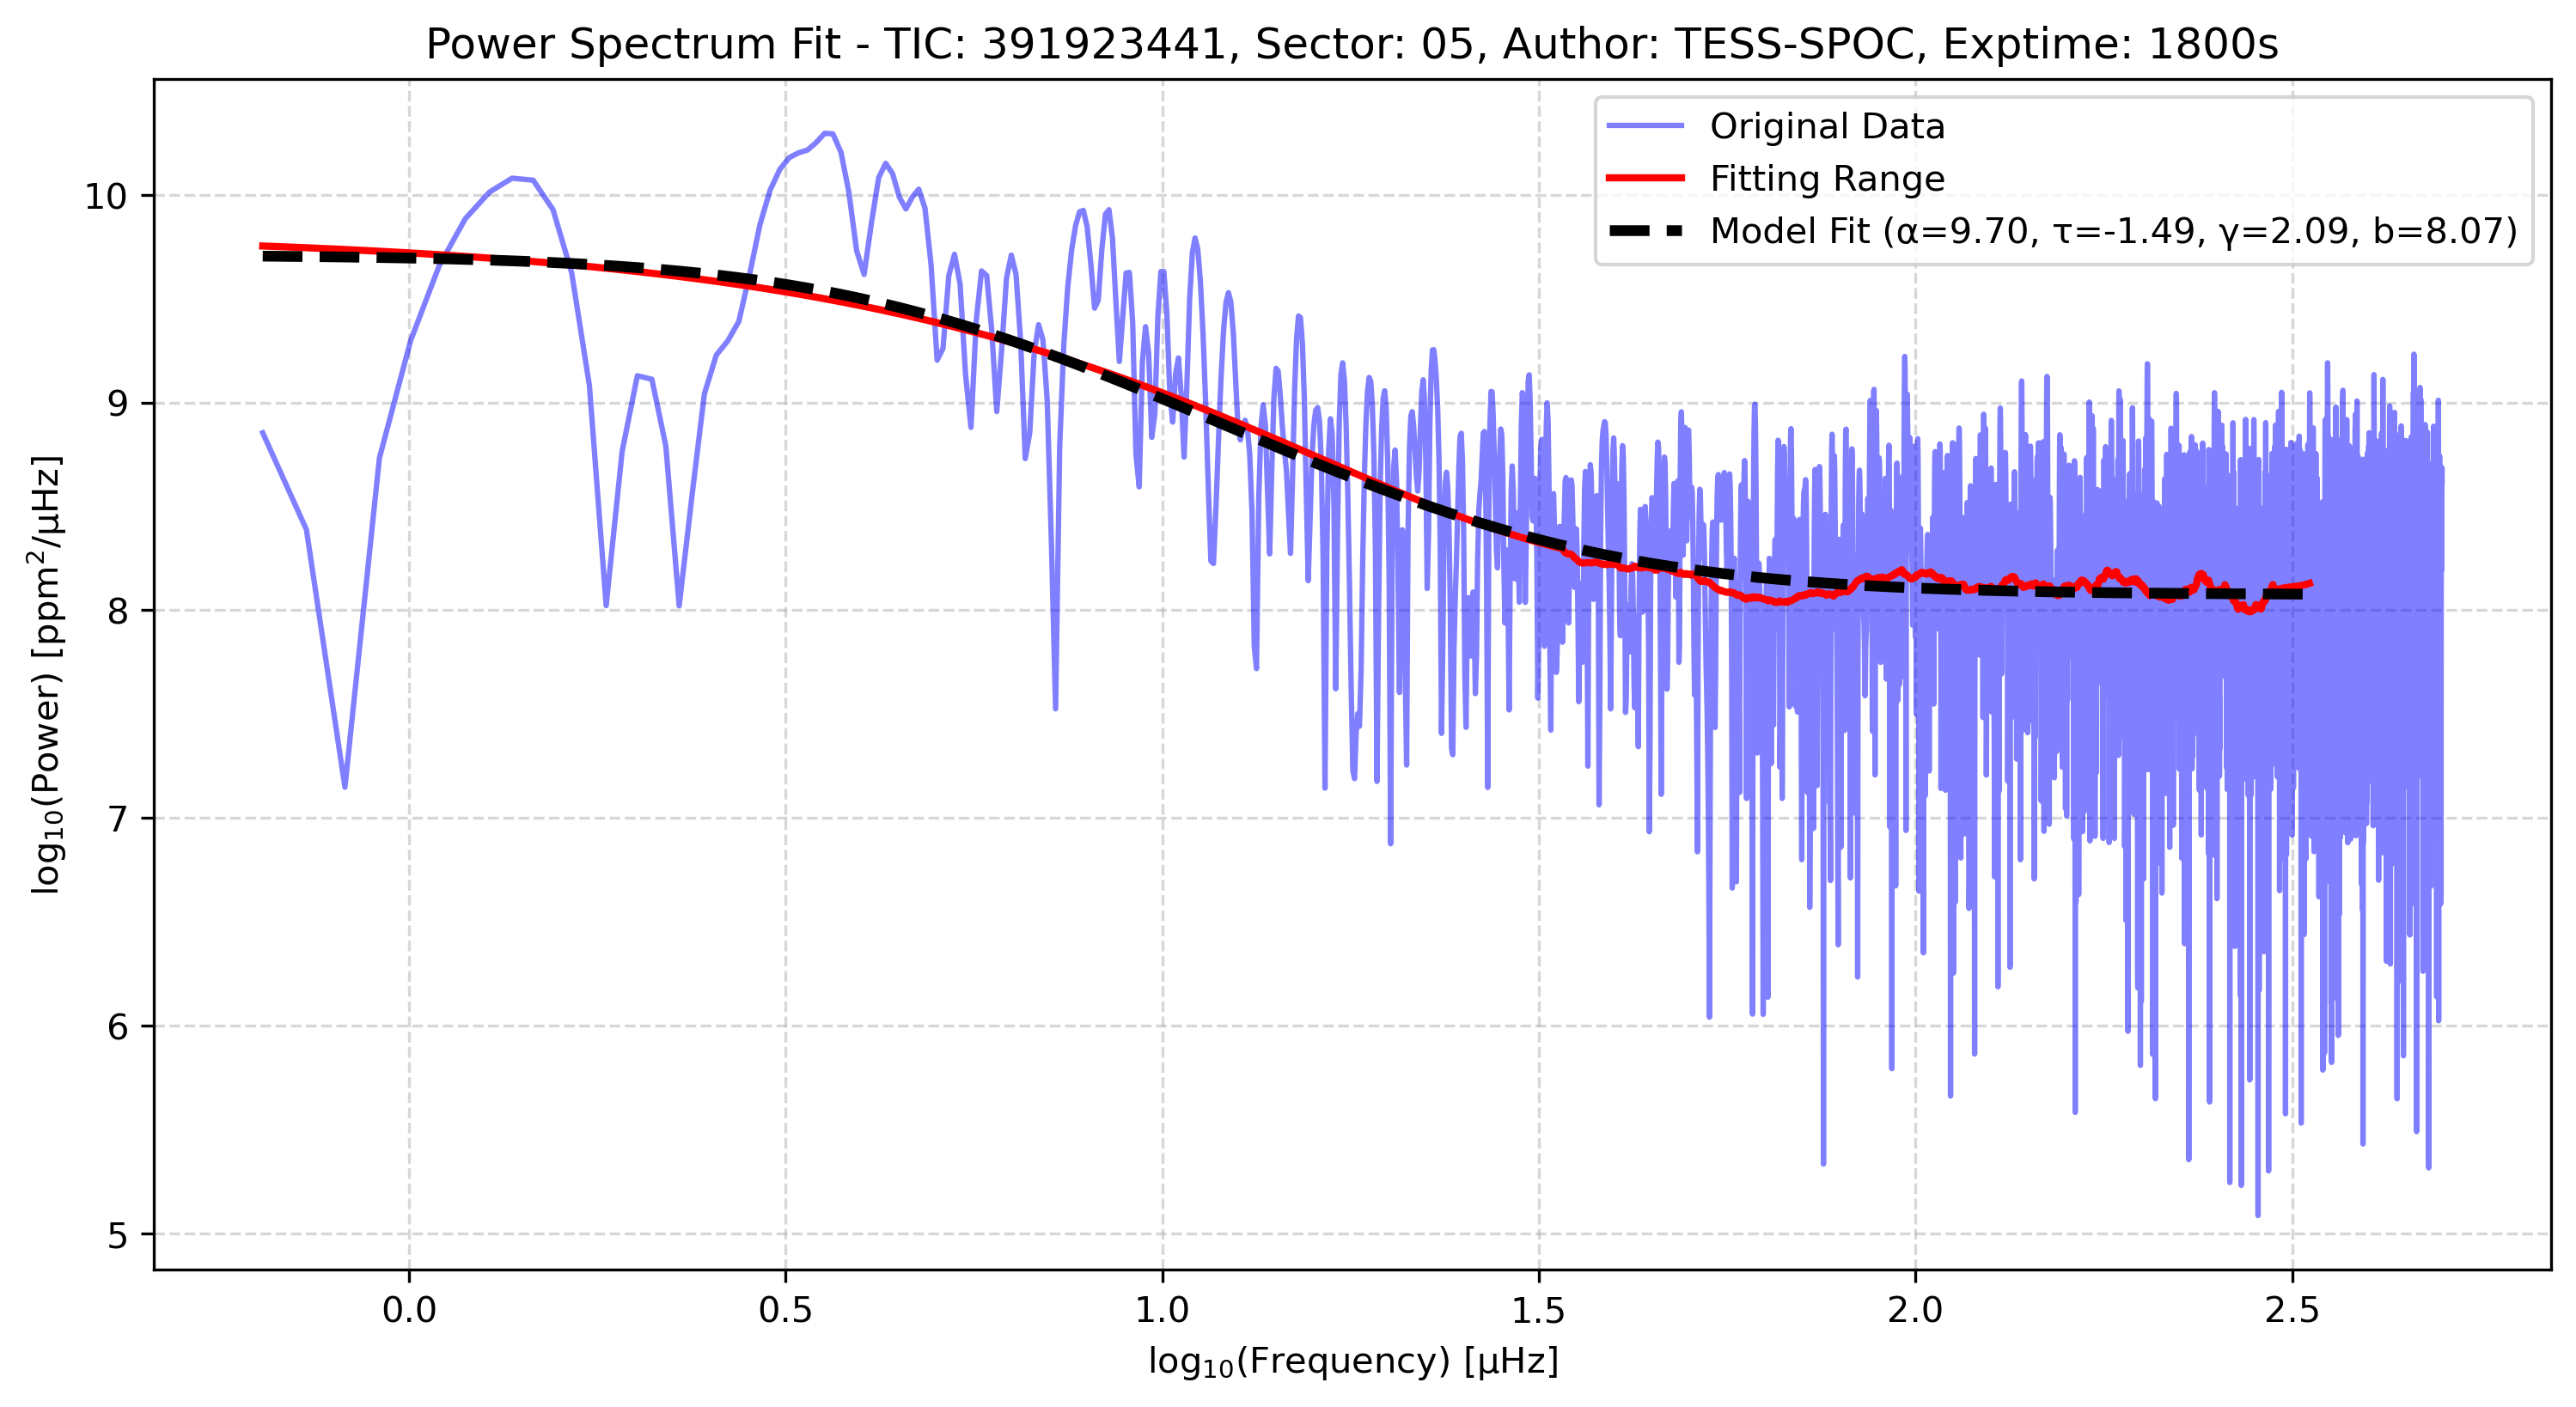 Power Spectrum Fit - TIC: 391923441, Sector: 05, Author: TESS-SPOC, Exptime: 1800s
Original Data
Fitting Range
Model Fit (α=9.70, τ=-1.49, γ=2.09, b=8.07)
log₁₀(Power) [ppm²/μHz]
10
9
8
7
6
5
0.0 0.5 1.0 1.5 2.0 2.5
log₁₀(Frequency) [μHz]